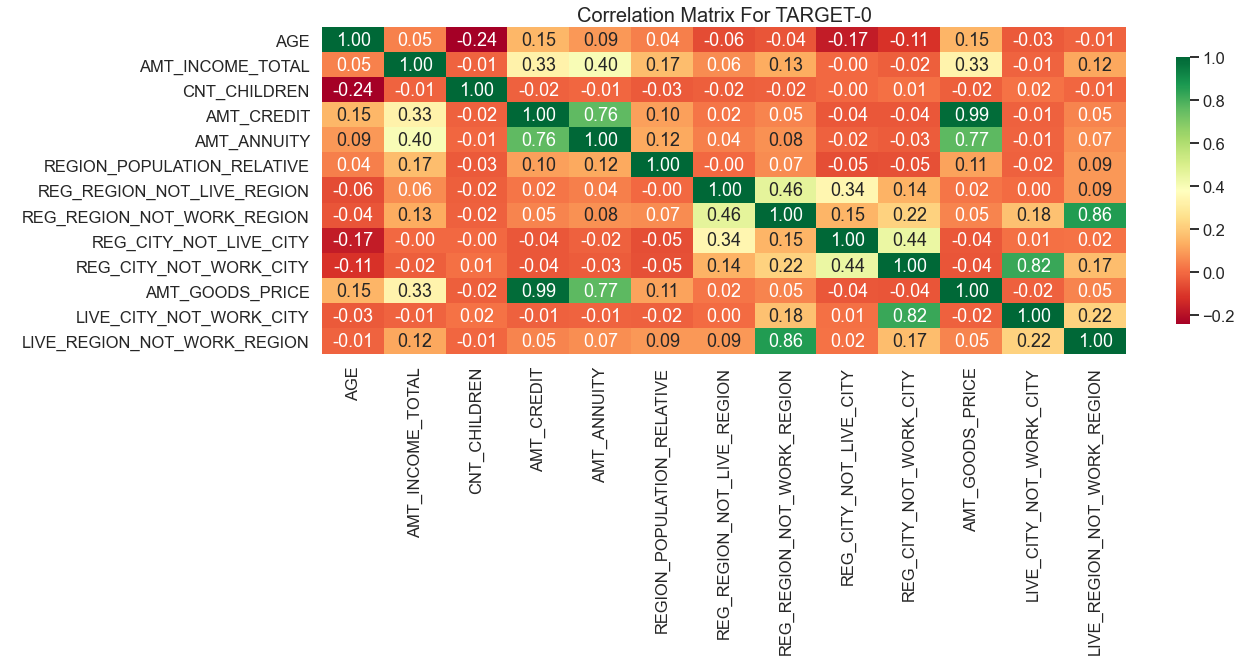 Correlation Matrix For TARGET-0
AGE 1.00 0.05 -0.24 0.15 0.09 0.04 -0.06 -0.04 -0.17 -0.11 0.15 -0.03 -0.01
AMT_INCOME_TOTAL 0.05 1.00 -0.01 0.33 0.40 0.17 0.06 0.13 -0.00 -0.02 0.33 -0.01 0.12
CNT_CHILDREN -0.24 -0.01 1.00 -0.02 -0.01 -0.03 -0.02 -0.02 -0.00 0.01 -0.02 0.02 -0.01
AMT_CREDIT 0.15 0.33 -0.02 1.00 0.76 0.10 0.02 0.05 -0.04 -0.04 0.99 -0.01 0.05
AMT_ANNUITY 0.09 0.40 -0.01 0.76 1.00 0.12 0.04 0.08 -0.02 -0.03 0.77 -0.01 0.07
REGION_POPULATION_RELATIVE 0.04 0.17 -0.03 0.10 0.12 1.00 -0.00 0.07 -0.05 -0.05 0.11 -0.02 0.09
REG_REGION_NOT_LIVE_REGION -0.06 0.06 -0.02 0.02 0.04 -0.00 1.00 0.46 0.34 0.14 0.02 0.00 0.09
REG_REGION_NOT_WORK_REGION -0.04 0.13 -0.02 0.05 0.08 0.07 0.46 1.00 0.15 0.22 0.05 0.18 0.86
REG_CITY_NOT_LIVE_CITY -0.17 -0.00 -0.00 -0.04 -0.02 -0.05 0.34 0.15 1.00 0.44 -0.04 0.01 0.02
REG_CITY_NOT_WORK_CITY -0.11 -0.02 0.01 -0.04 -0.03 -0.05 0.14 0.22 0.44 1.00 -0.04 0.82 0.17
AMT_GOODS_PRICE 0.15 0.33 -0.02 0.99 0.77 0.11 0.02 0.05 -0.04 -0.04 1.00 -0.02 0.05
LIVE_CITY_NOT_WORK_CITY -0.03 -0.01 0.02 -0.01 -0.01 -0.02 0.00 0.18 0.01 0.82 -0.02 1.00 0.22
LIVE_REGION_NOT_WORK_REGION -0.01 0.12 -0.01 0.05 0.07 0.09 0.09 0.86 0.02 0.17 0.05 0.22 1.00
AGE
AMT_INCOME_TOTAL
CNT_CHILDREN
AMT_CREDIT
AMT_ANNUITY
REGION_POPULATION_RELATIVE
REG_REGION_NOT_LIVE_REGION
REG_REGION_NOT_WORK_REGION
REG_CITY_NOT_LIVE_CITY
REG_CITY_NOT_WORK_CITY
AMT_GOODS_PRICE
LIVE_CITY_NOT_WORK_CITY
LIVE_REGION_NOT_WORK_REGION
1.0
0.8
0.6
0.4
0.2
0.0
−0.2